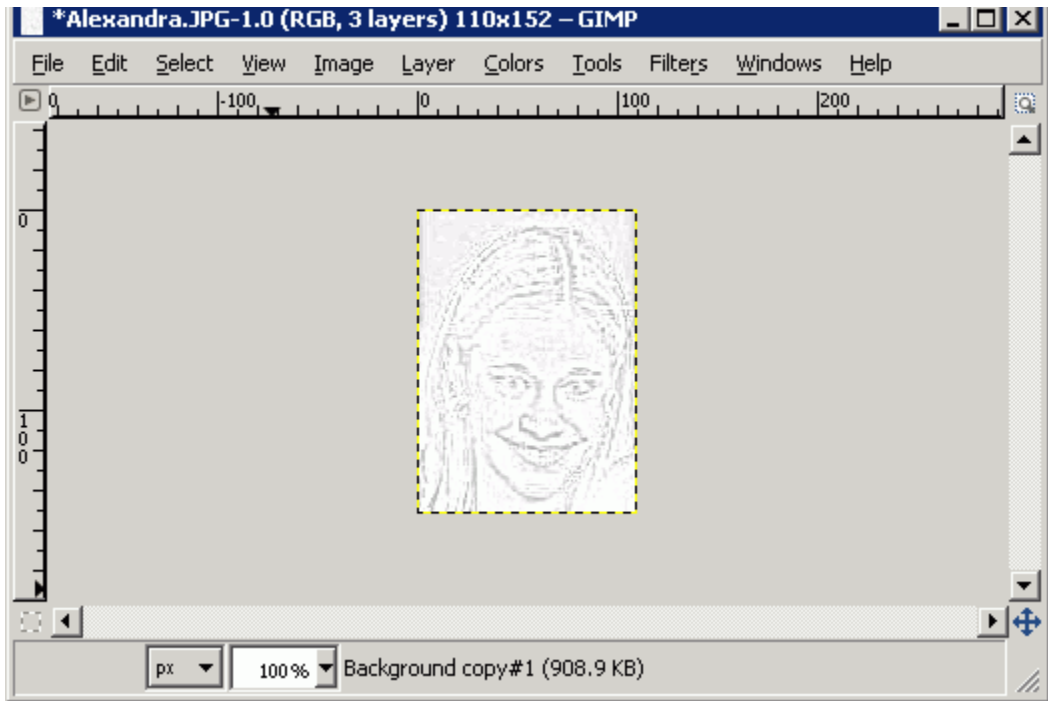 *Alexandra.JPG-1.0 (RGB, 3 layers) 110x152 – GIMP
File Edit Select View Image Layer Colors Tools Filters Windows Help
0 -100 0 100 200
0
100
px 100% Background copy#1 (908.9 KB)